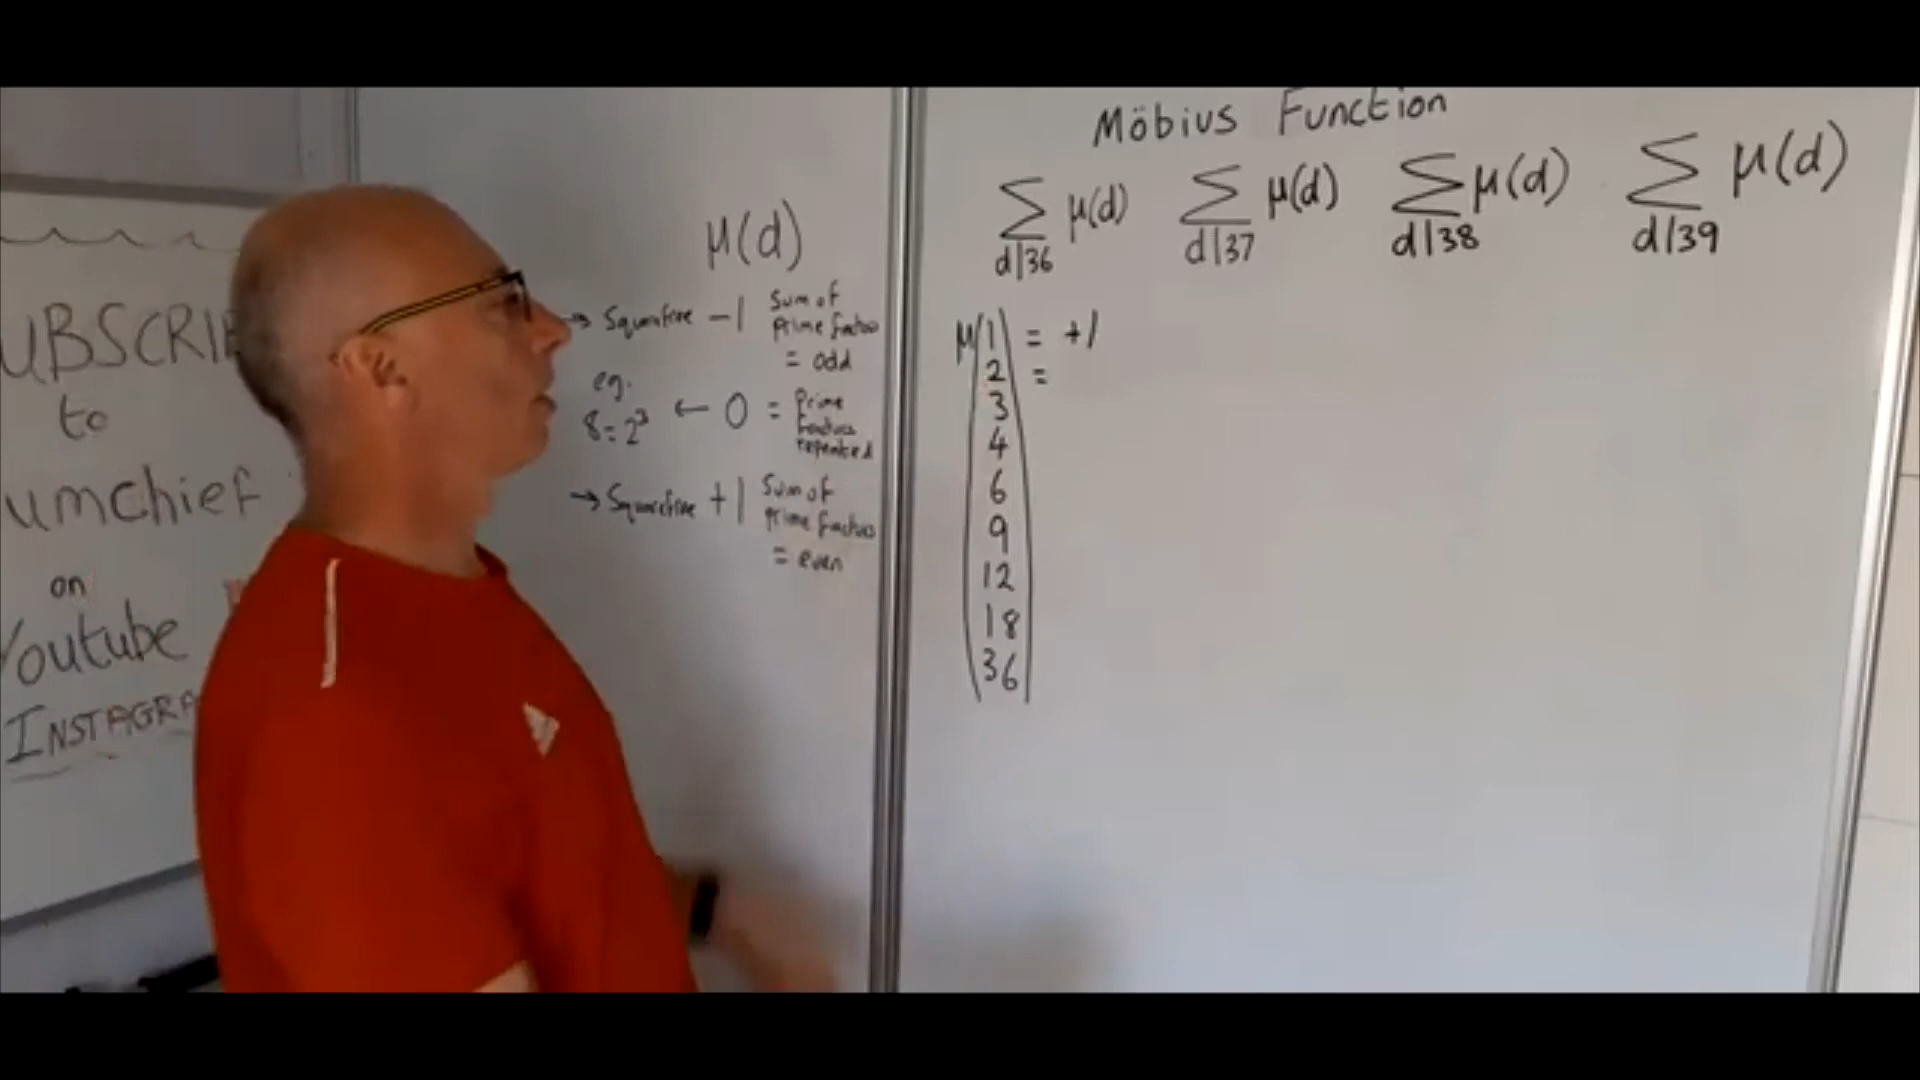 UBSCRI
to
umchief
on
Youtube
INSTAGRA
μ(d)
→ Squarefree -1 Sum of
prime factors
= odd
eg.
8=2³ ← 0 = Prime
factors
repeated
→ Squarefree +1 Sum of
prime factors
= even
Möbius Function
∑ μ(d) ∑ μ(d) ∑ μ(d) ∑ μ(d)
d|36 d|37 d|38 d|39
μ(1) = +1
2 =
3
4
6
9
12
18
36